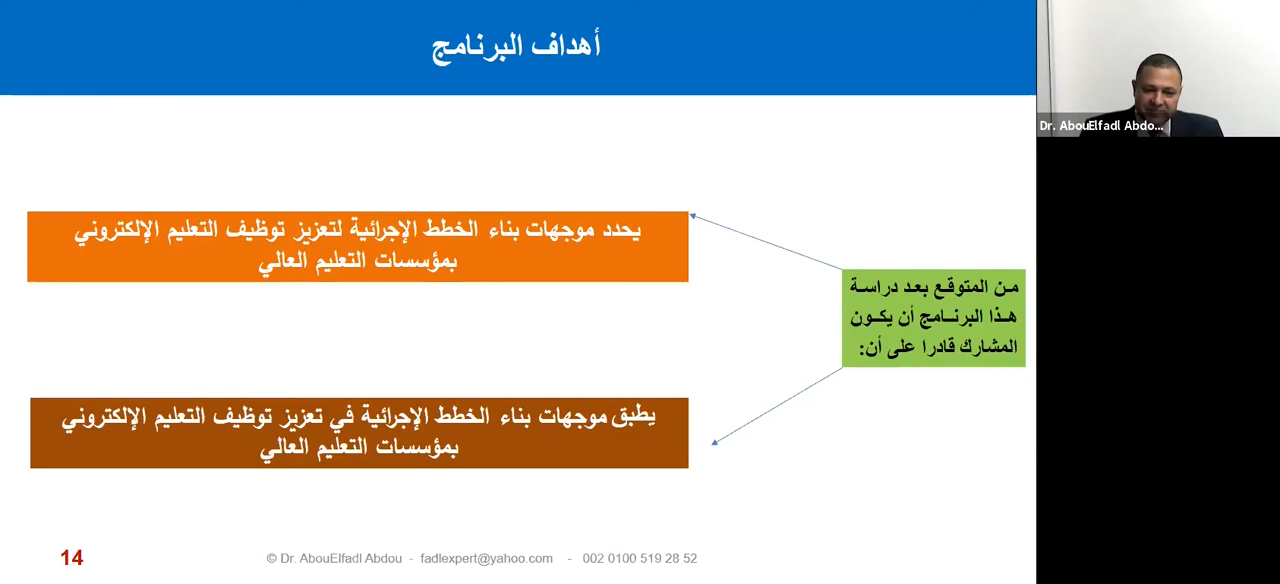 أهداف البرنامج
Dr. AbouElfadl Abdo...
من المتوقع بعد دراسة
هذا البرنامج أن يكون
المشارك قادرا على أن:
يحدد موجهات بناء الخطط الإجرائية لتعزيز توظيف التعليم الإلكتروني
بمؤسسات التعليم العالي
يطبق موجهات بناء الخطط الإجرائية في تعزيز توظيف التعليم الإلكتروني
بمؤسسات التعليم العالي
14
© Dr. AbouElfadl Abdou - fadlexpert@yahoo.com - 002 0100 519 28 52